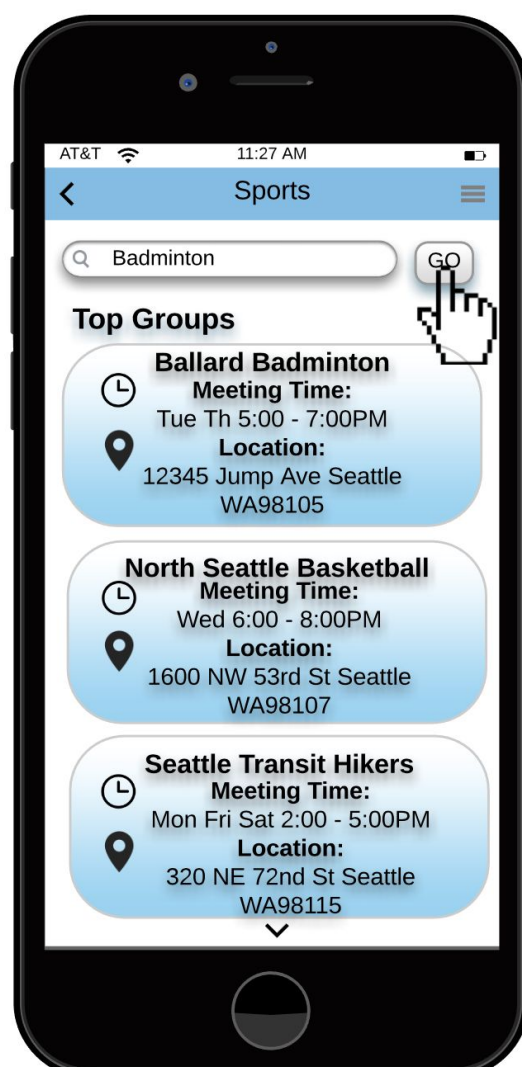 AT&T 11:27 AM
Sports
Badminton GO
Top Groups
Ballard Badminton
Meeting Time:
Tue Th 5:00 - 7:00PM
Location:
12345 Jump Ave Seattle
WA98105
North Seattle Basketball
Meeting Time:
Wed 6:00 - 8:00PM
Location:
1600 NW 53rd St Seattle
WA98107
Seattle Transit Hikers
Meeting Time:
Mon Fri Sat 2:00 - 5:00PM
Location:
320 NE 72nd St Seattle
WA98115